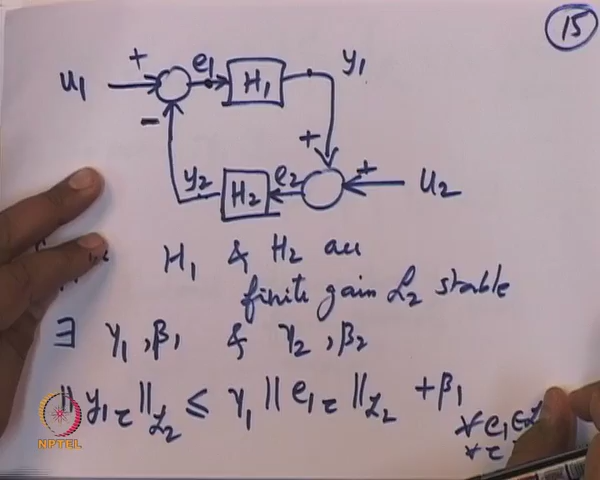 15
+ e₁ H₁ y₁
u₁
− +
y₂ H₂ e₂ + u₂
H₁ & H₂ are
finite gain ℒ₂ stable
∃ γ₁, β₁ & γ₂, β₂
‖y₁τ‖ℒ₂ ≤ γ₁ ‖e₁τ‖ℒ₂ + β₁
∀ e₁ ∈ ℒ
∀ τ
NPTEL